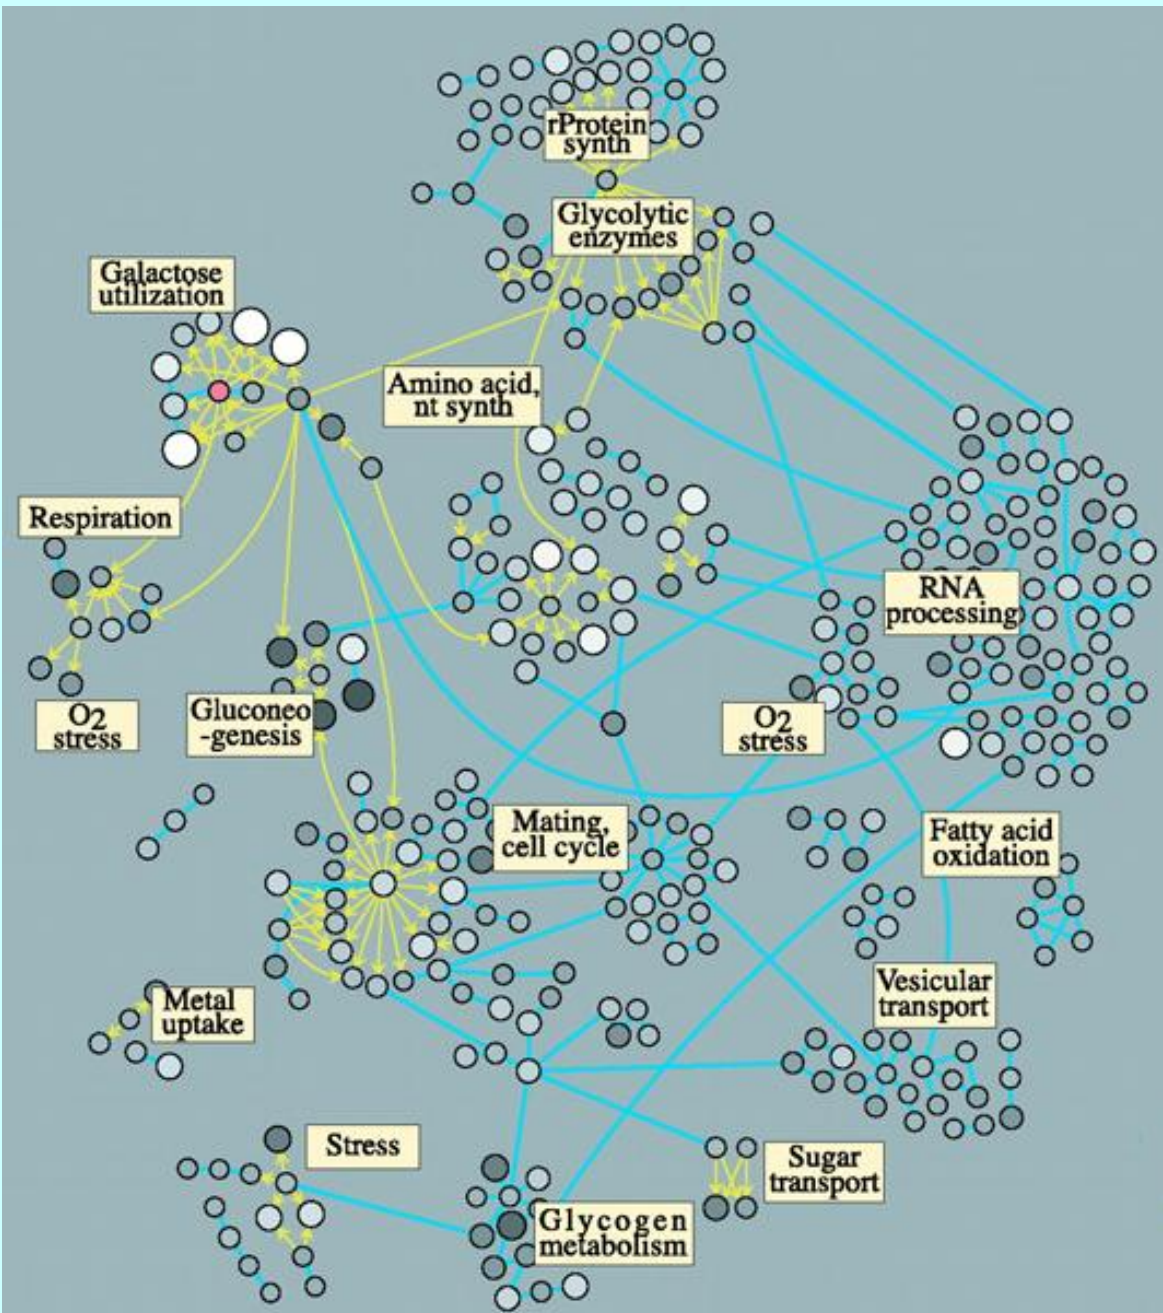 rProtein
synth
Glycolytic
enzymes
Galactose
utilization
Amino acid,
nt synth
Respiration
RNA
processing
O2
stress
Gluconeo
-genesis
O2
stress
Mating,
cell cycle
Fatty acid
oxidation
Vesicular
transport
Metal
uptake
Stress
Sugar
transport
Glycogen
metabolism